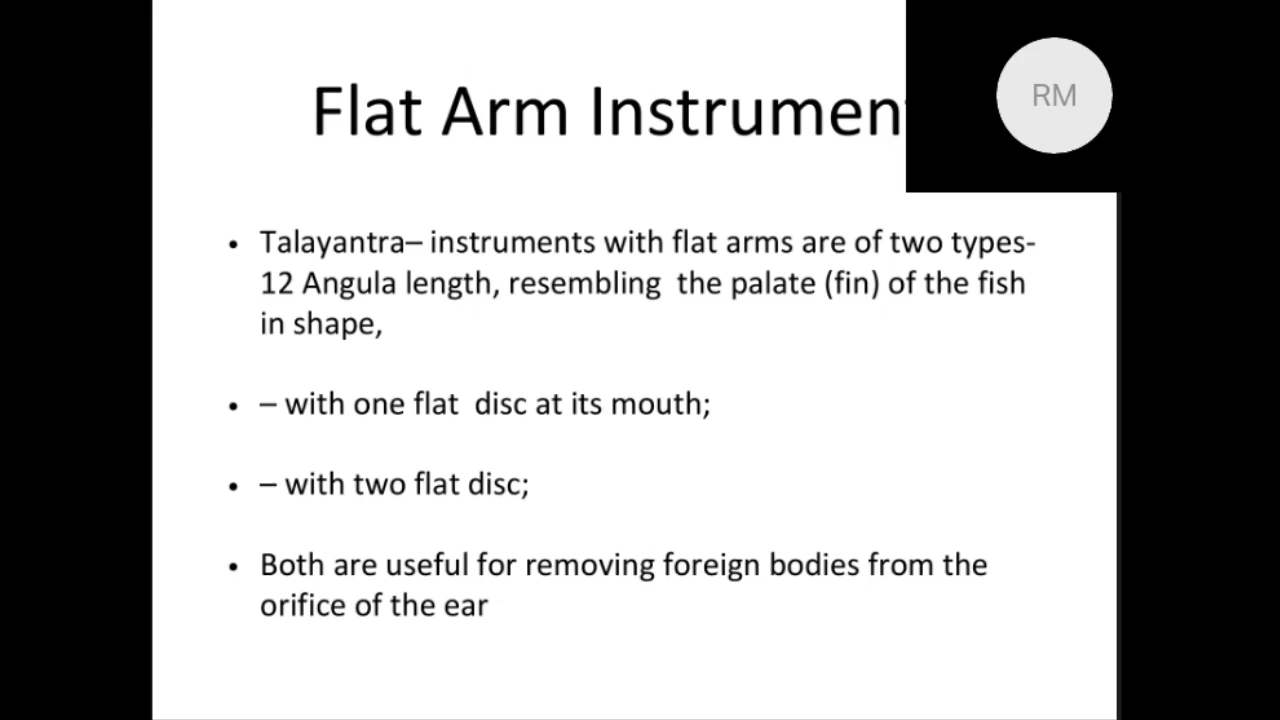 RM
Flat Arm Instrumen
• Talayantra– instruments with flat arms are of two types-
12 Angula length, resembling  the palate (fin) of the fish
in shape,
• – with one flat  disc at its mouth;
• – with two flat disc;
• Both are useful for removing foreign bodies from the
orifice of the ear